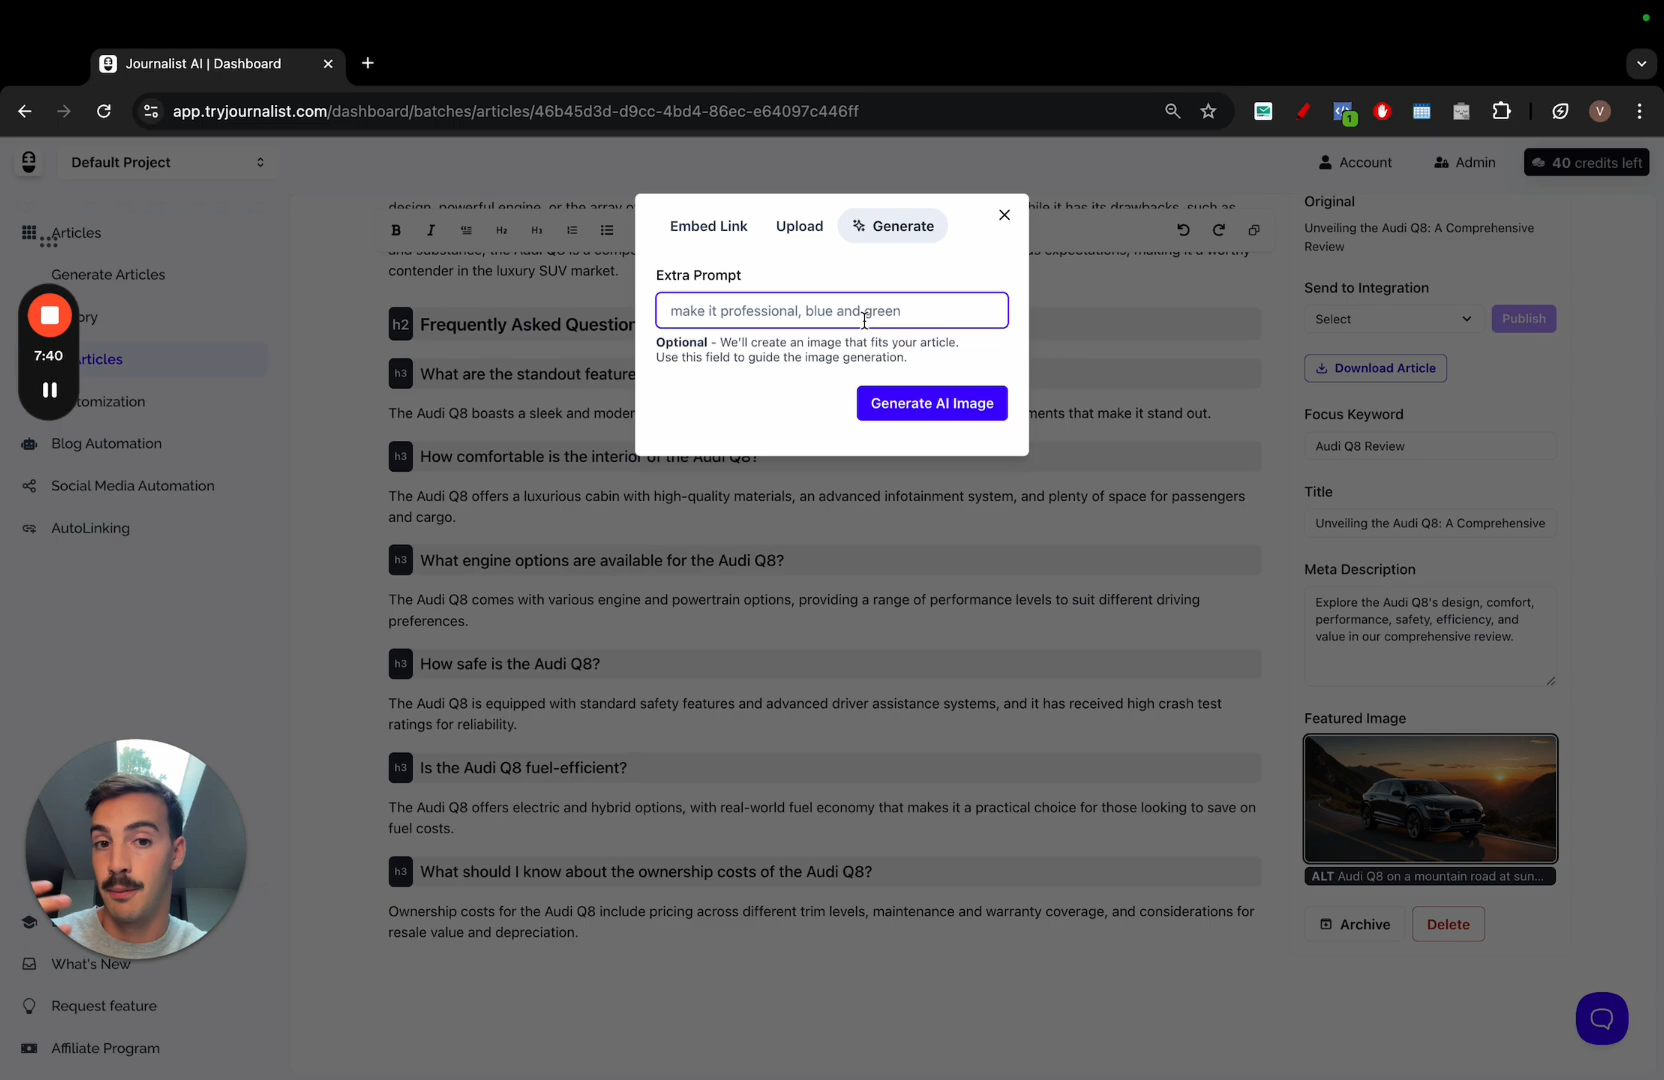 Journalist AI | Dashboard
app.tryjournalist.com/dashboard/batches/articles/46b45d3d-d9cc-4bd4-86ec-e64097c446ff
1
V
Default Project
Account
Admin
40 credits left
Articles
Generate Articles
7:40
Blog Automation
Social Media Automation
AutoLinking
What's New
Request feature
Affiliate Program
B
I
H2
H3
contender in the luxury SUV market.
h2 Frequently Asked
h3 What are the standout
The Audi Q8 boasts a sleek and
that make it stand out.
h3 How comfortable is the interior of the Audi Q8?
The Audi Q8 offers a luxurious cabin with high-quality materials, an advanced infotainment system, and plenty of space for passengers
and cargo.
h3 What engine options are available for the Audi Q8?
The Audi Q8 comes with various engine and powertrain options, providing a range of performance levels to suit different driving
preferences.
h3 How safe is the Audi Q8?
The Audi Q8 is equipped with standard safety features and advanced driver assistance systems, and it has received high crash test
ratings for reliability.
h3 Is the Audi Q8 fuel-efficient?
The Audi Q8 offers electric and hybrid options, with real-world fuel economy that makes it a practical choice for those looking to save on
fuel costs.
h3 What should I know about the ownership costs of the Audi Q8?
Ownership costs for the Audi Q8 include pricing across different trim levels, maintenance and warranty coverage, and considerations for
resale value and depreciation.
Embed Link
Upload
Generate
Extra Prompt
make it professional, blue and green
Optional - We'll create an image that fits your article.
Use this field to guide the image generation.
Generate AI Image
Original
Unveiling the Audi Q8: A Comprehensive
Review
Send to Integration
Select
Publish
Download Article
Focus Keyword
Audi Q8 Review
Title
Unveiling the Audi Q8: A Comprehensive
Meta Description
Explore the Audi Q8's design, comfort,
performance, safety, efficiency, and
value in our comprehensive review.
Featured Image
ALT Audi Q8 on a mountain road at sun...
Archive
Delete